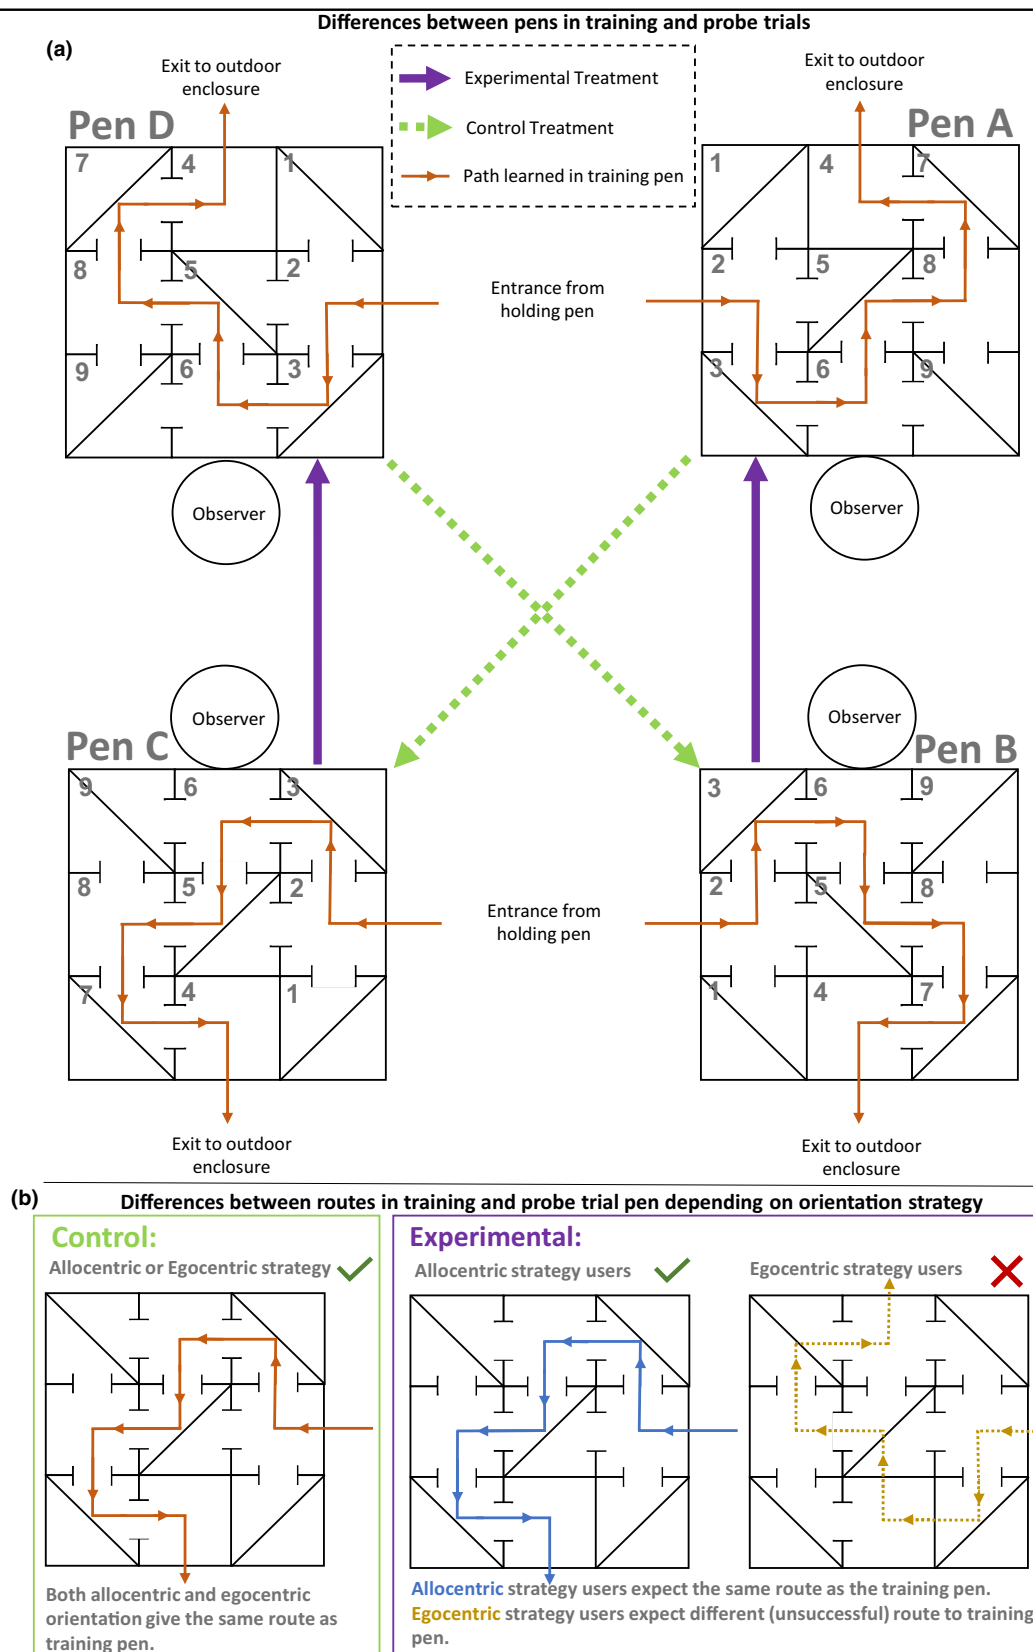 Differences between pens in training and probe trials
(a)
Exit to outdoor
enclosure
Experimental Treatment
Control Treatment
Path learned in training pen
Exit to outdoor
enclosure
Pen D
Pen A
7 4 1
8 5 2
9 6 3
1 4 7
2 5 8
3 6 9
Entrance from
holding pen
Observer
Observer
Observer
Observer
Pen C
Pen B
9 6 3
8 5 2
7 4 1
3 6 9
2 5 8
1 4 7
Entrance from
holding pen
Exit to outdoor
enclosure
Exit to outdoor
enclosure
(b)
Differences between routes in training and probe trial pen depending on orientation strategy
Control:
Allocentric or Egocentric strategy
Both allocentric and egocentric
orientation give the same route as
training pen.
Experimental:
Allocentric strategy users
Egocentric strategy users
Allocentric strategy users expect the same route as the training pen.
Egocentric strategy users expect different (unsuccessful) route to training
pen.